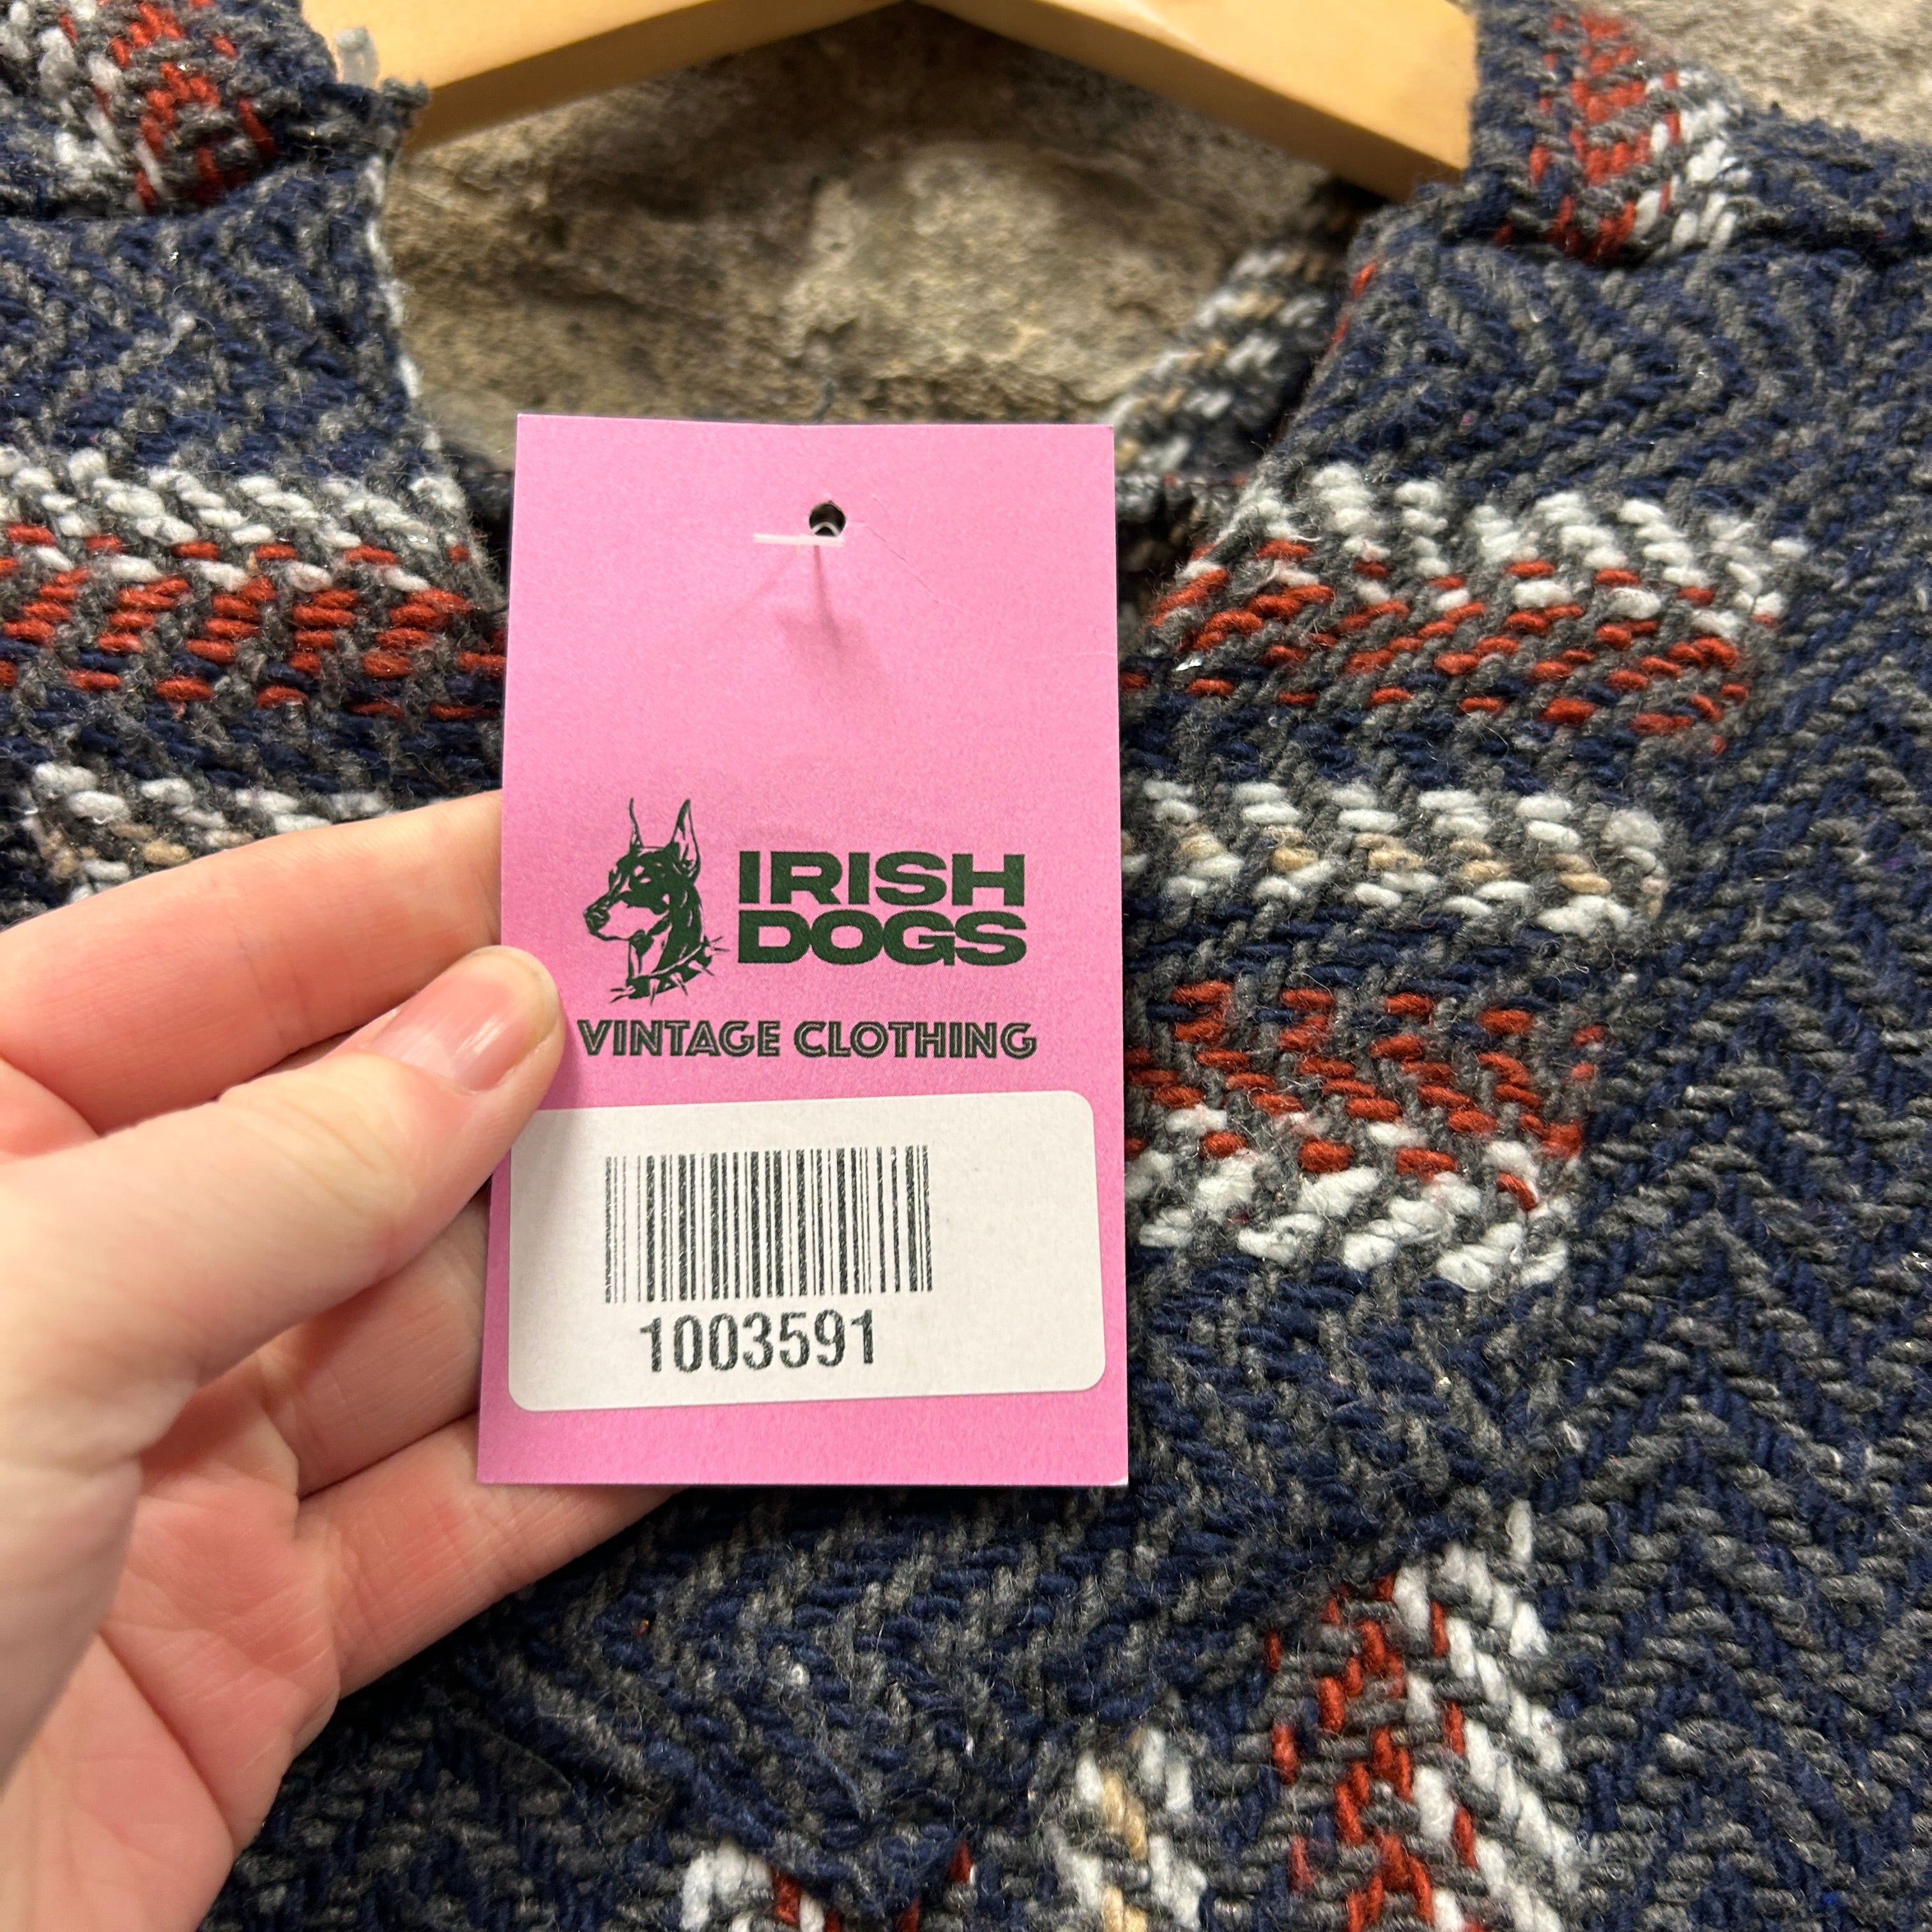 IRISH
DOGS
VINTAGE CLOTHING
1003591